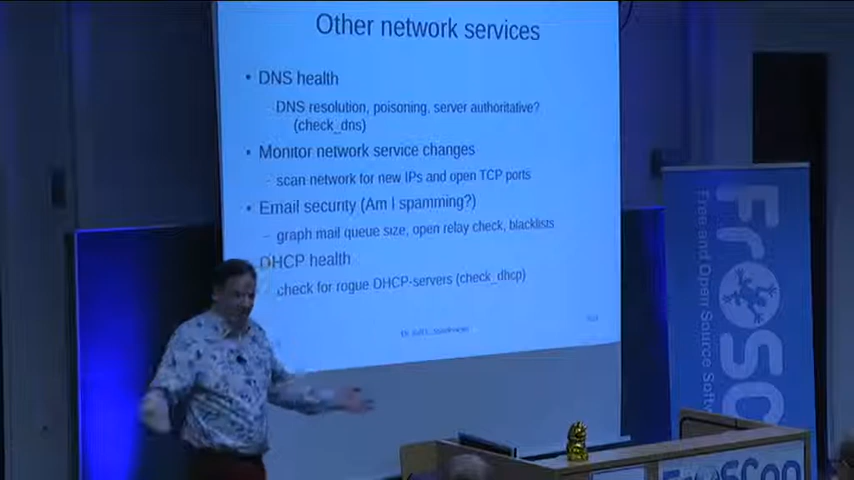 Other network services
• DNS health
– DNS resolution, poisoning, server authoritative?
(check_dns)
• Monitor network service changes
– scan network for new IPs and open TCP ports
• Email security (Am I spamming?)
– graph mail queue size, open relay check, blacklists
DHCP health
check for rogue DHCP-servers (check_dhcp)
Free and Open Source Softw
FrOSCo
FrOSCon